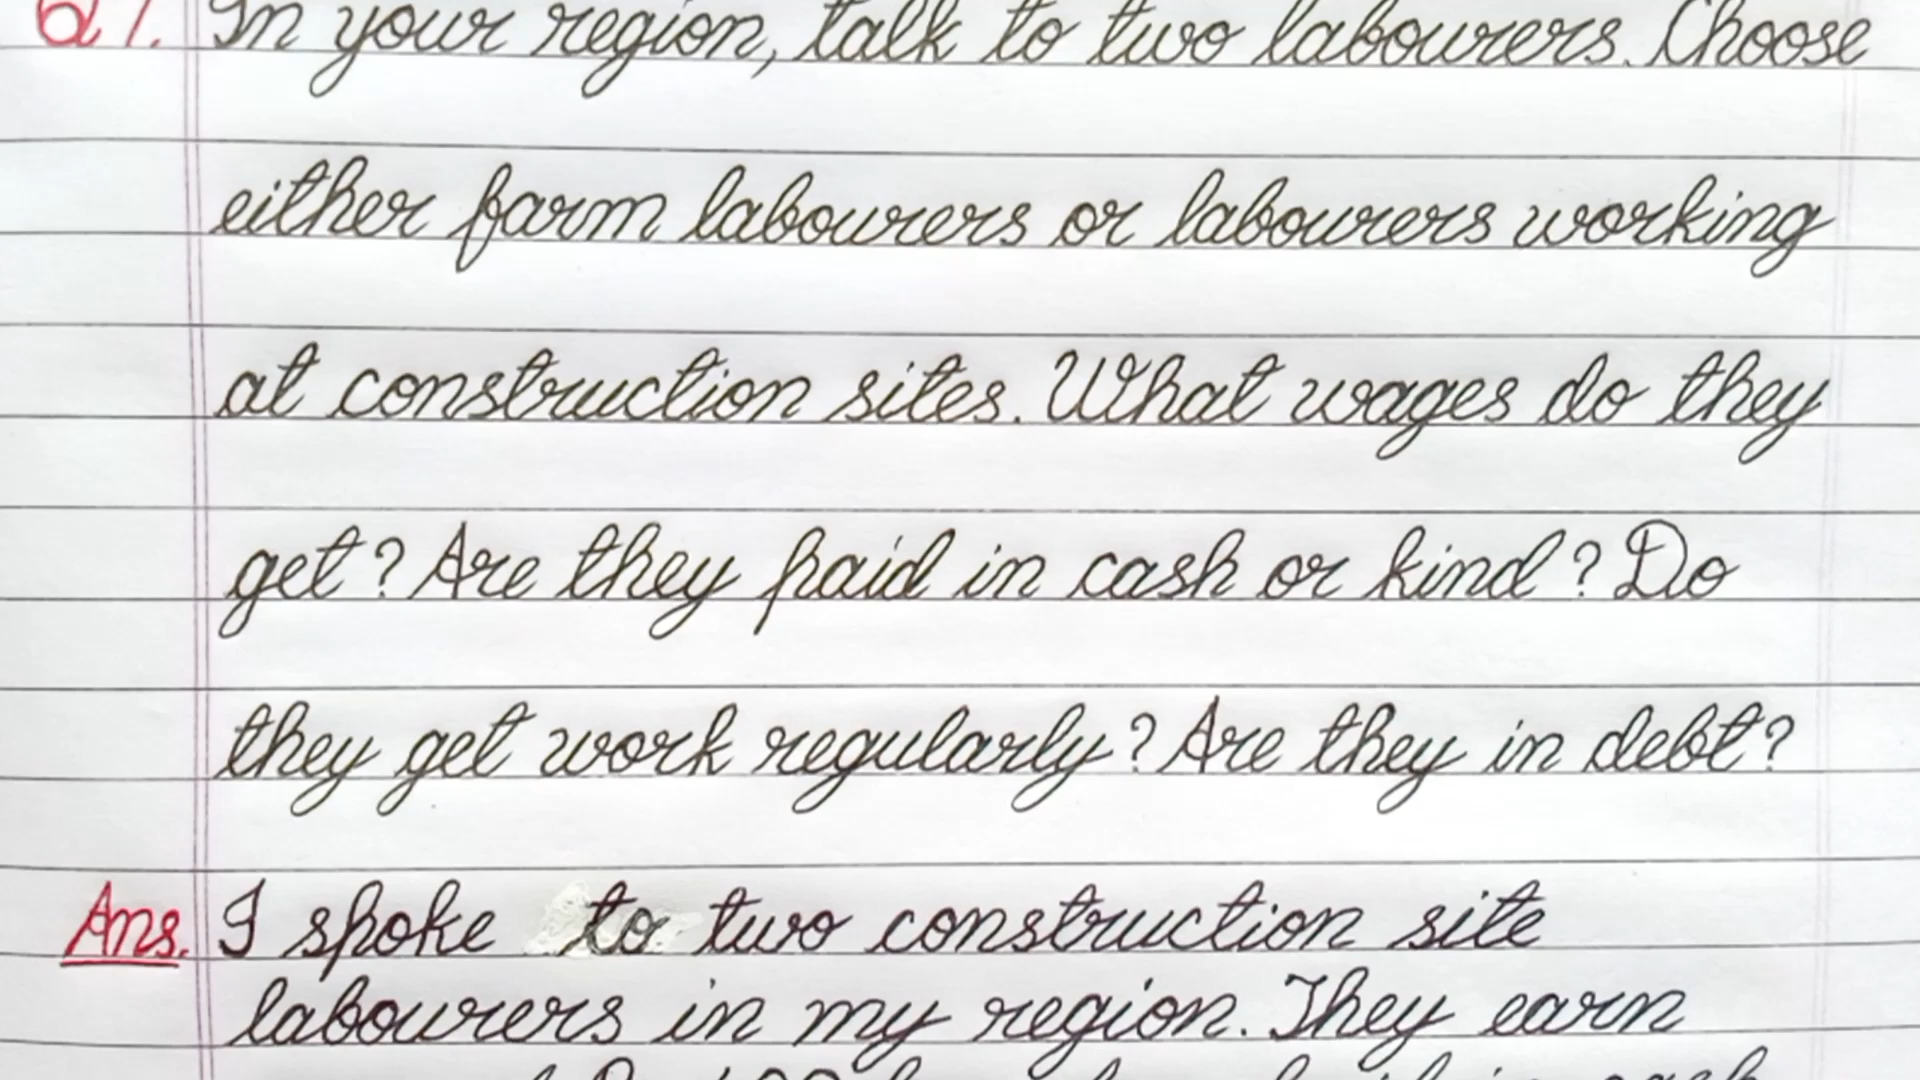 Q1. In your region, talk to two labourers. Choose
either farm labourers or labourers working
at construction sites. What wages do they
get? Are they paid in cash or kind? Do
they get work regularly? Are they in debt?
Ans. I spoke to two construction site
labourers in my region. They earn